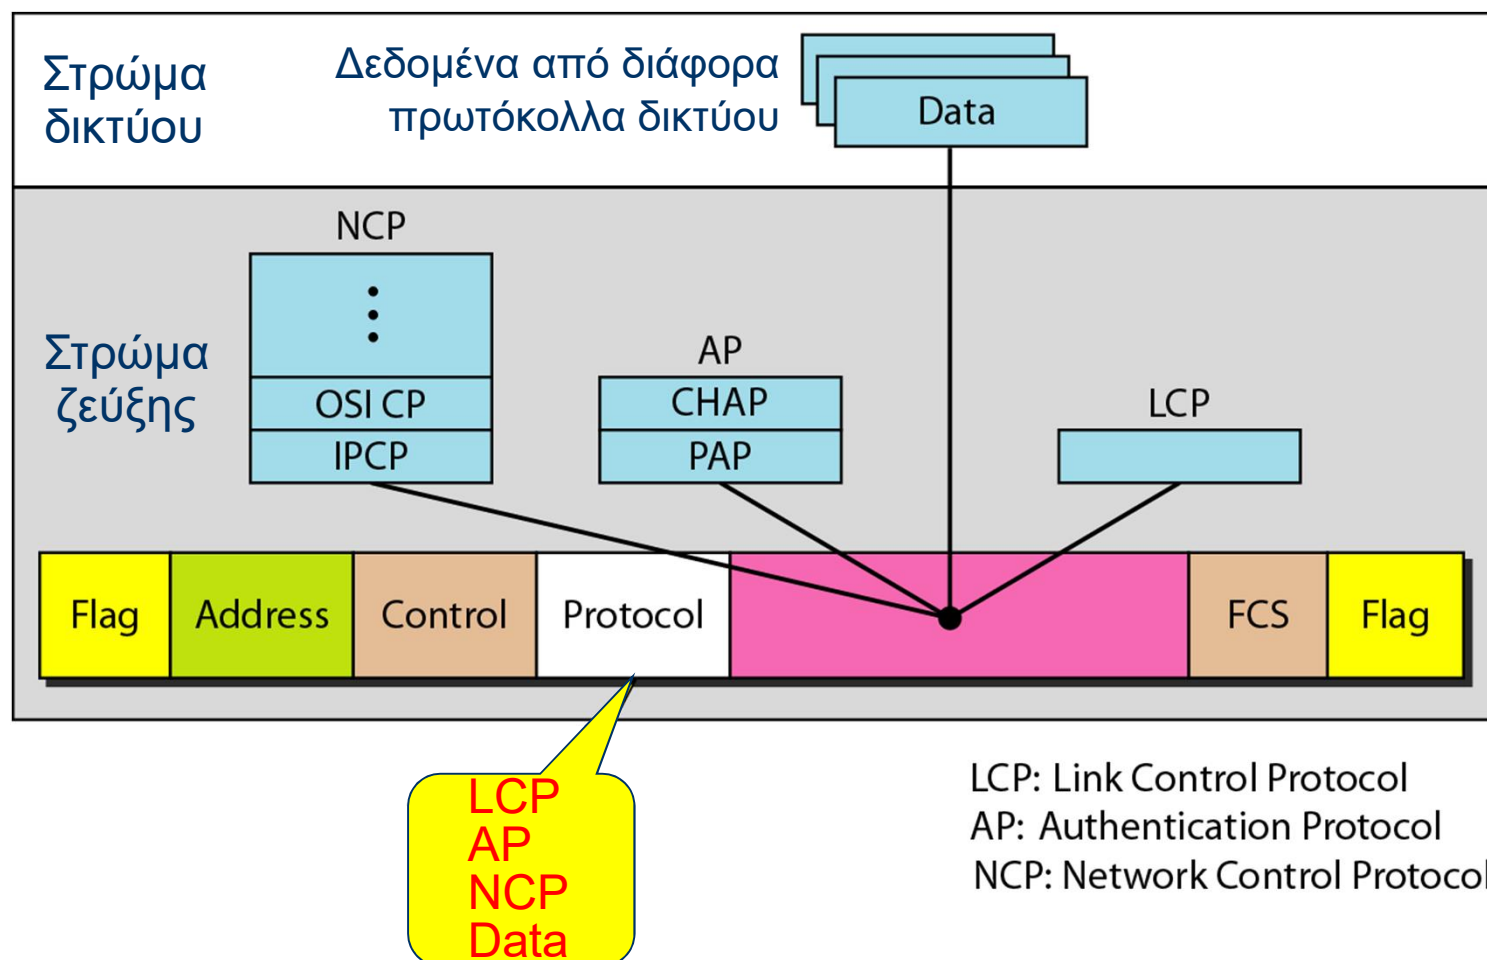 Στρώμα
δικτύου
Δεδομένα από διάφορα
πρωτόκολλα δικτύου
Data
Στρώμα
ζεύξης
NCP
OSI CP
IPCP
AP
CHAP
PAP
LCP
Flag
Address
Control
Protocol
FCS
Flag
LCP
AP
NCP
Data
LCP: Link Control Protocol
AP: Authentication Protocol
NCP: Network Control Protocol